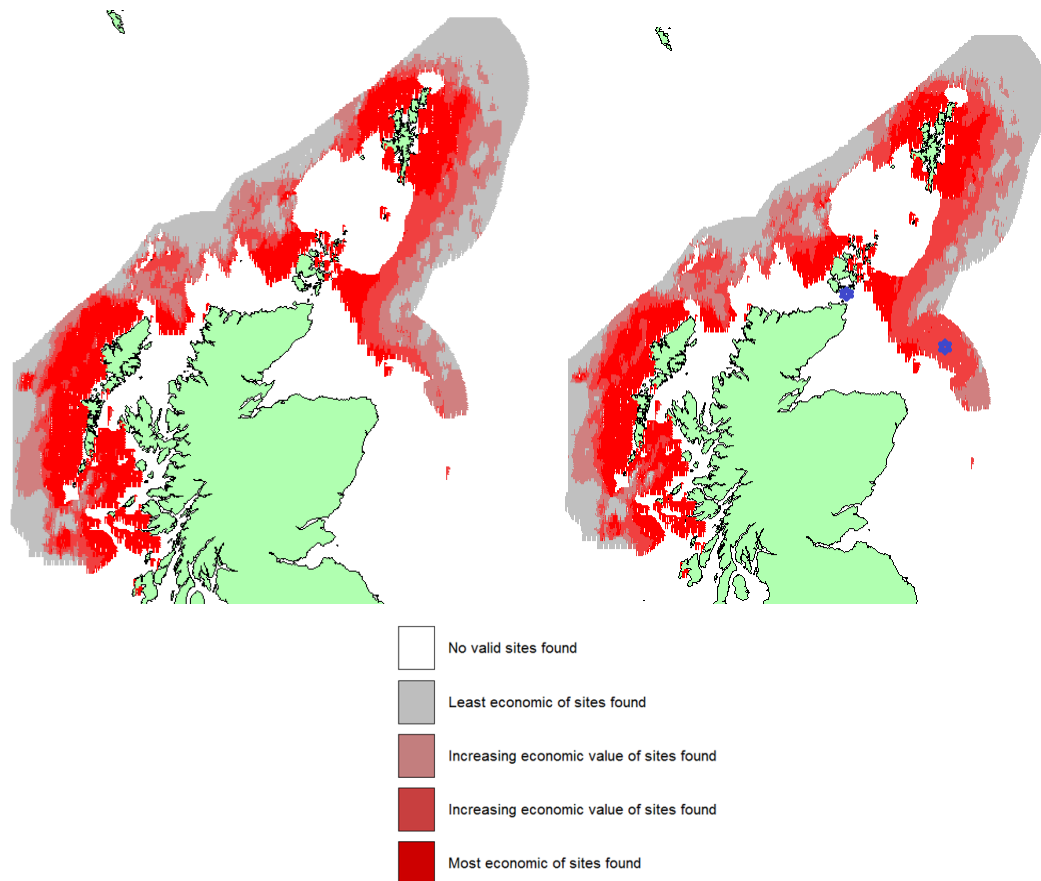 No valid sites found
Least economic of sites found
Increasing economic value of sites found
Increasing economic value of sites found
Most economic of sites found